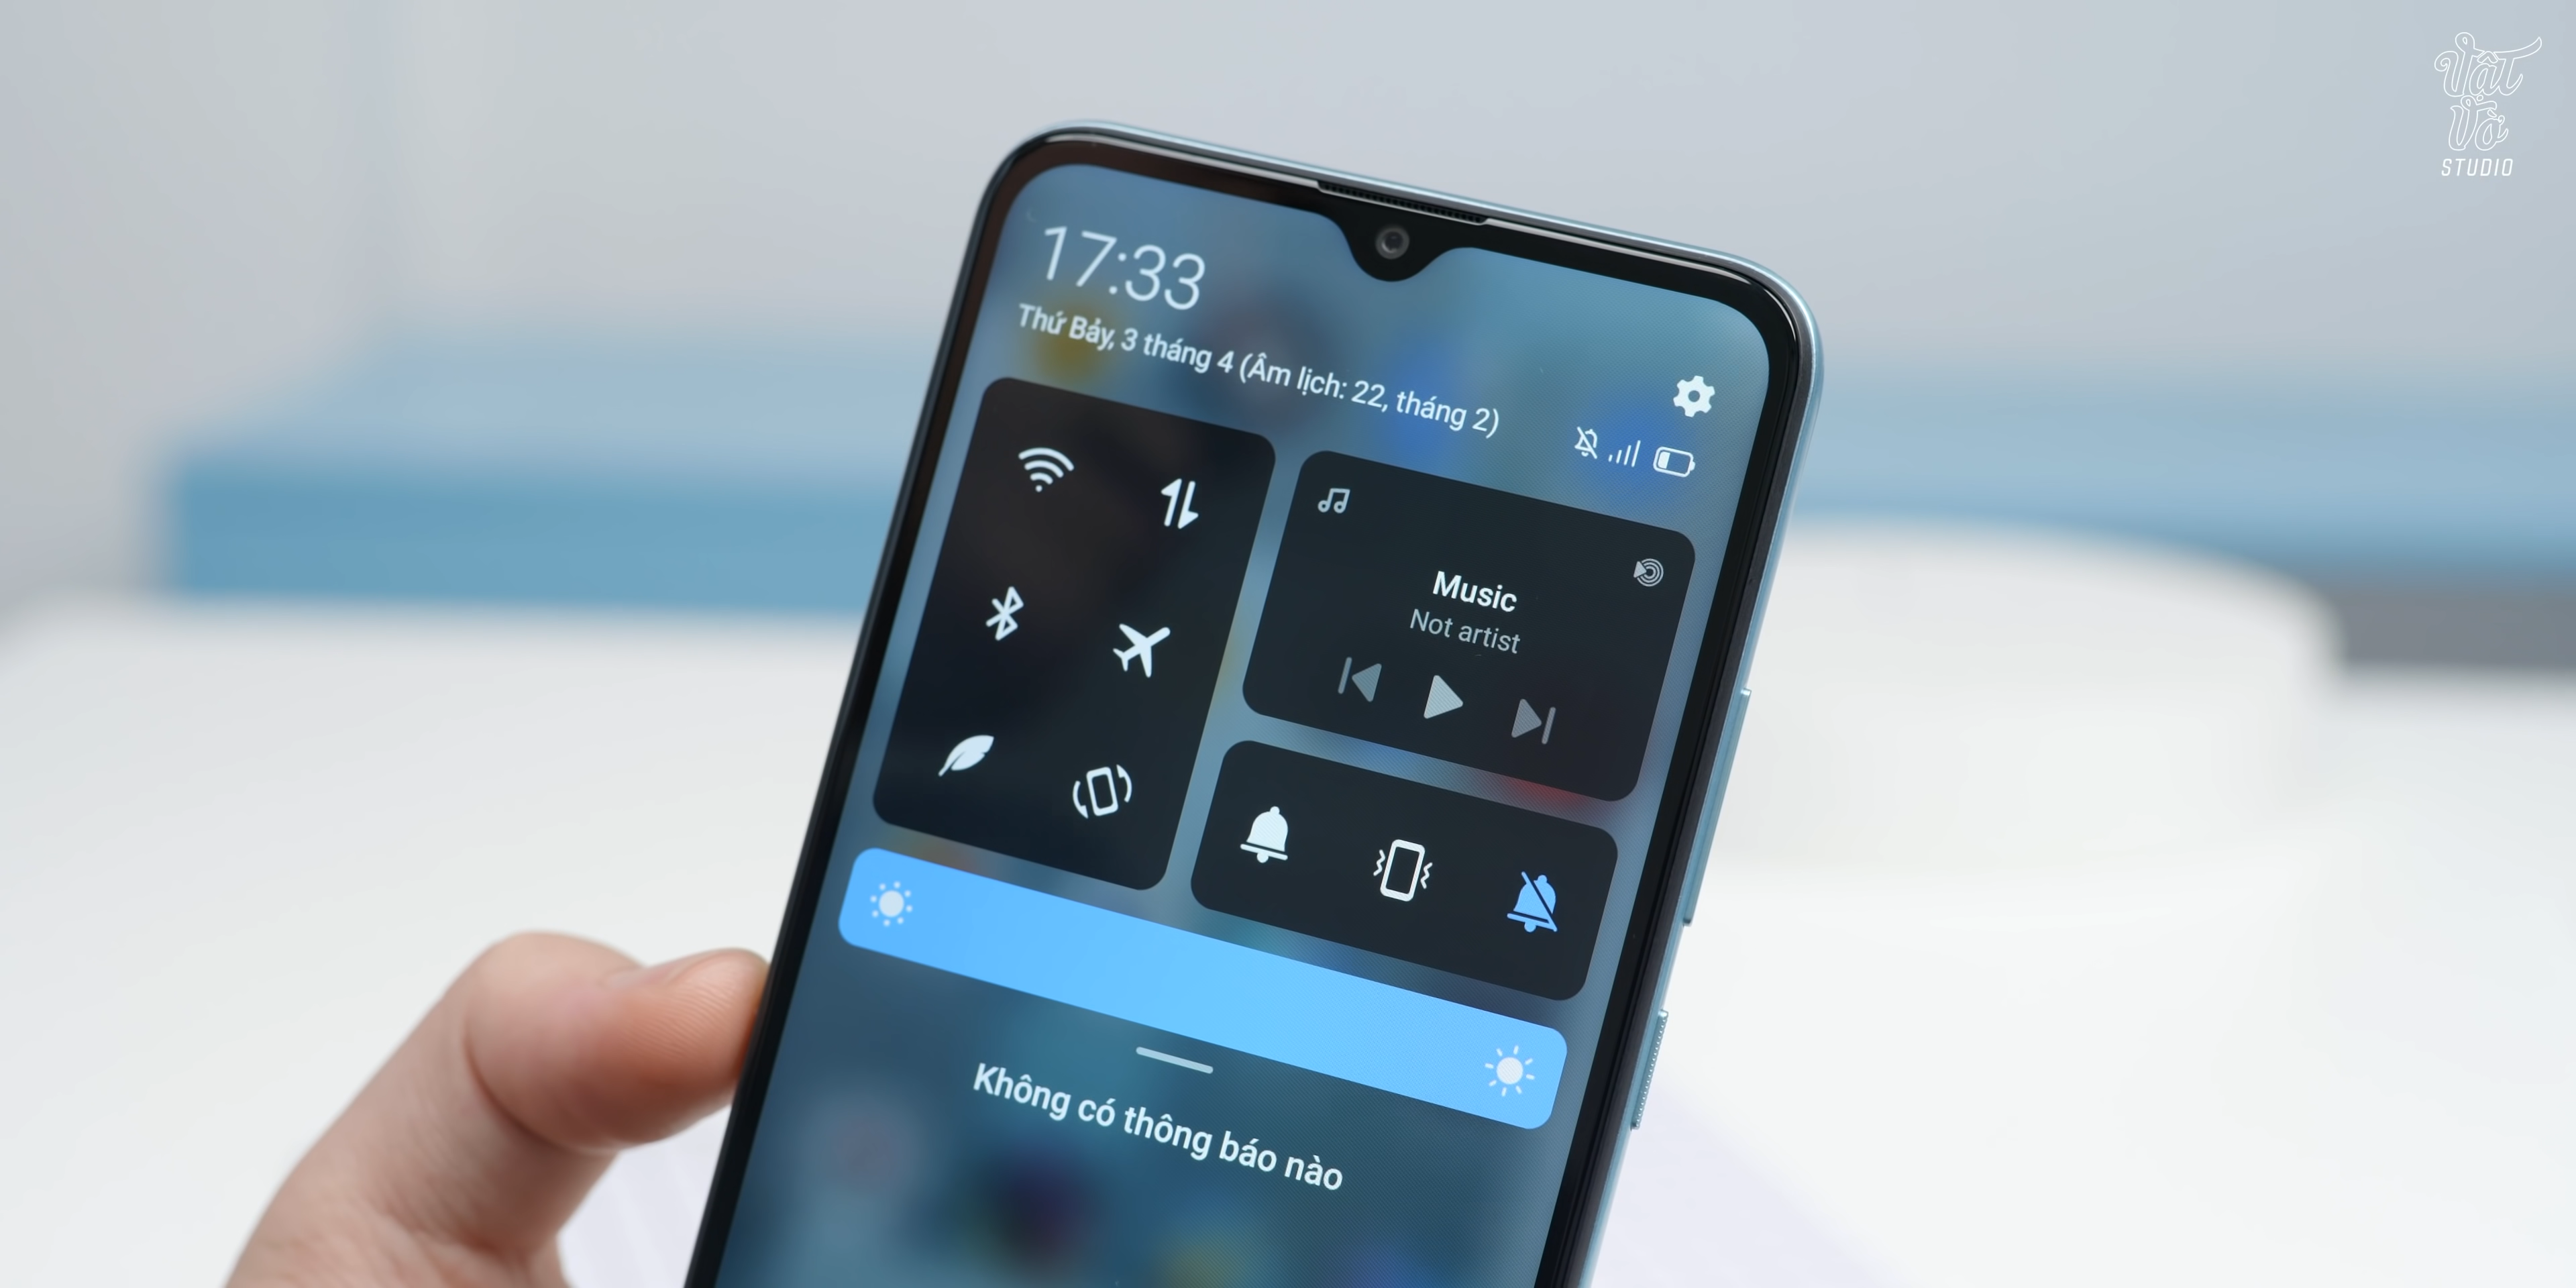 Vật
Vờ
STUDIO
17:33
Thứ Bảy, 3 tháng 4 (Âm lịch: 22, tháng 2)
Music
Not artist
Không có thông báo nào